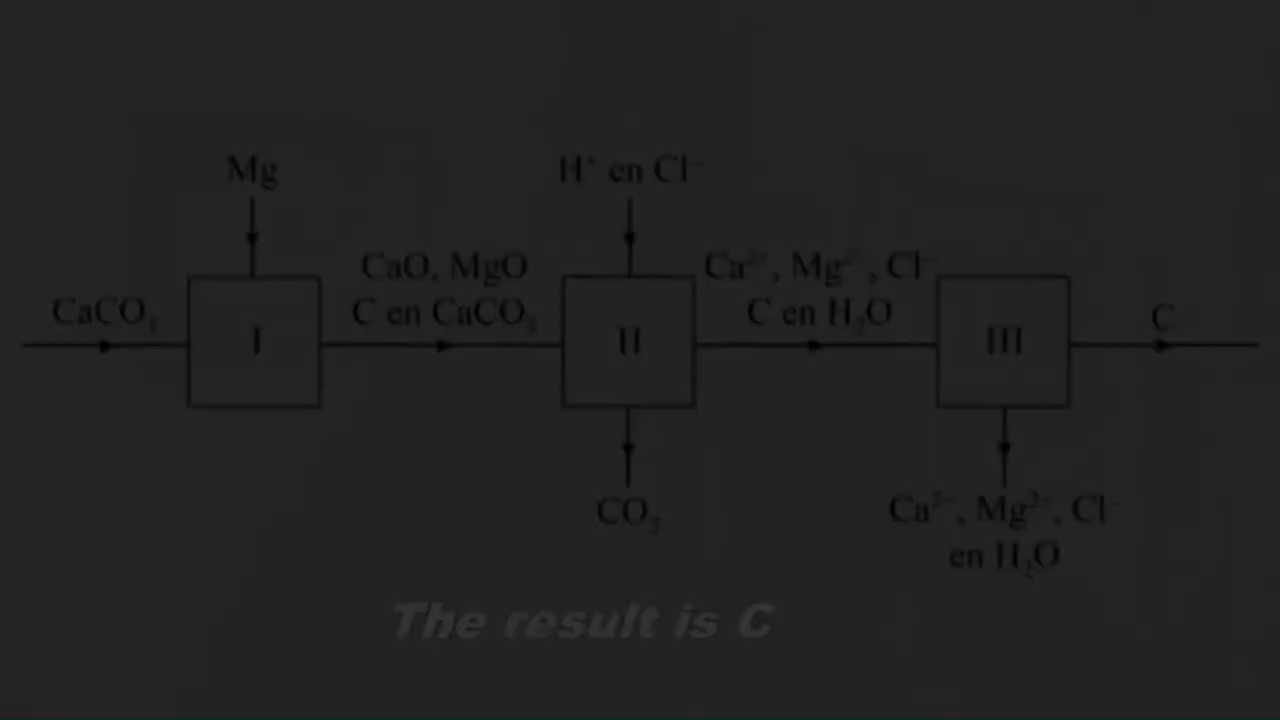 Mg
H⁺ en Cl⁻
CaO, MgO
Ca²⁺, Mg²⁺, Cl⁻
CaCO₃
C en CaCO₃
C en H₂O
C
I
II
III
CO₂
Ca²⁺, Mg²⁺, Cl⁻
en H₂O
The result is C